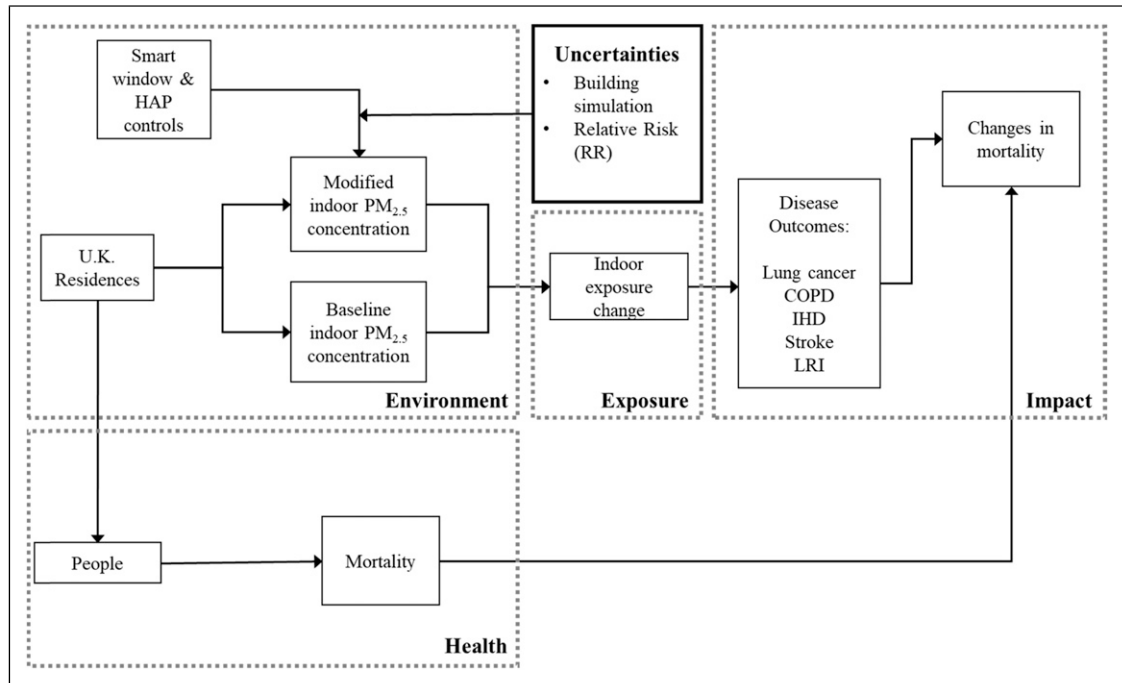 Smart
window &
HAP
controls
Uncertainties
• Building
simulation
• Relative Risk
(RR)
Changes in
mortality
Modified
indoor PM₂.₅
concentration
U.K.
Residences
Baseline
indoor PM₂.₅
concentration
Environment
Indoor
exposure
change
Exposure
Disease
Outcomes:
Lung cancer
COPD
IHD
Stroke
LRI
Impact
People
Mortality
Health